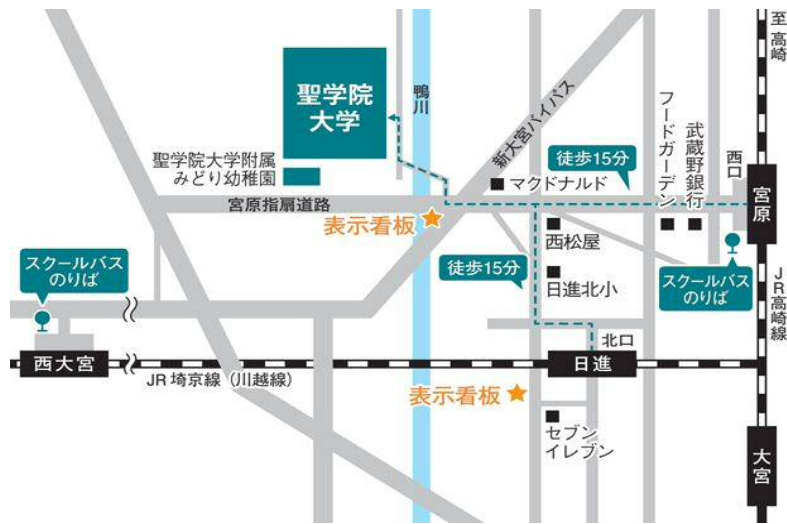 至高崎
聖学院
大学
鴨川
新大宮バイパス
フードガーデン
武蔵野銀行
西口
宮原
聖学院大学附属
みどり幼稚園
徒歩15分
マクドナルド
宮原指扇道路
表示看板
西松屋
徒歩15分
日進北小
スクールバス
のりば
スクールバス
のりば
JR高崎線
北口
西大宮
日進
JR埼京線（川越線）
表示看板
セブン
イレブン
大宮